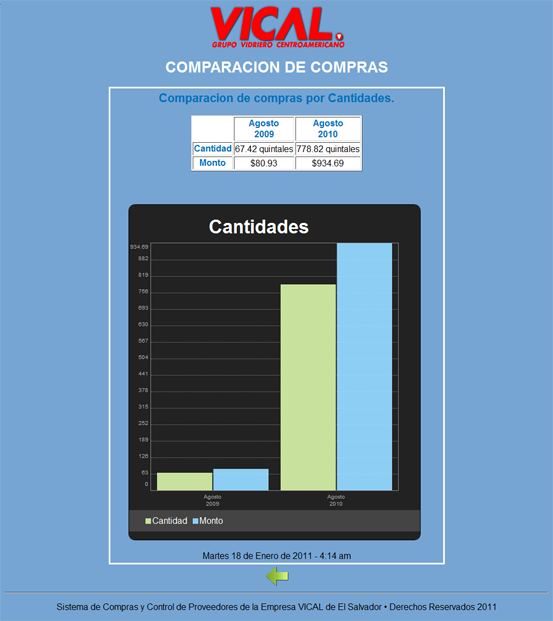 VICAL.
GRUPO VIDRIERO CENTROAMERICANO
COMPARACION DE COMPRAS
Comparacion de compras por Cantidades.
Agosto 2009 Agosto 2010
Cantidad 67.42 quintales 778.82 quintales
Monto $80.93 $934.69
Cantidades
934.69
882
819
756
693
630
567
504
441
378
315
252
189
126
63
0
Agosto 2009 Agosto 2010
Cantidad Monto
Martes 18 de Enero de 2011 - 4:14 am
Sistema de Compras y Control de Proveedores de la Empresa VICAL de El Salvador • Derechos Reservados 2011